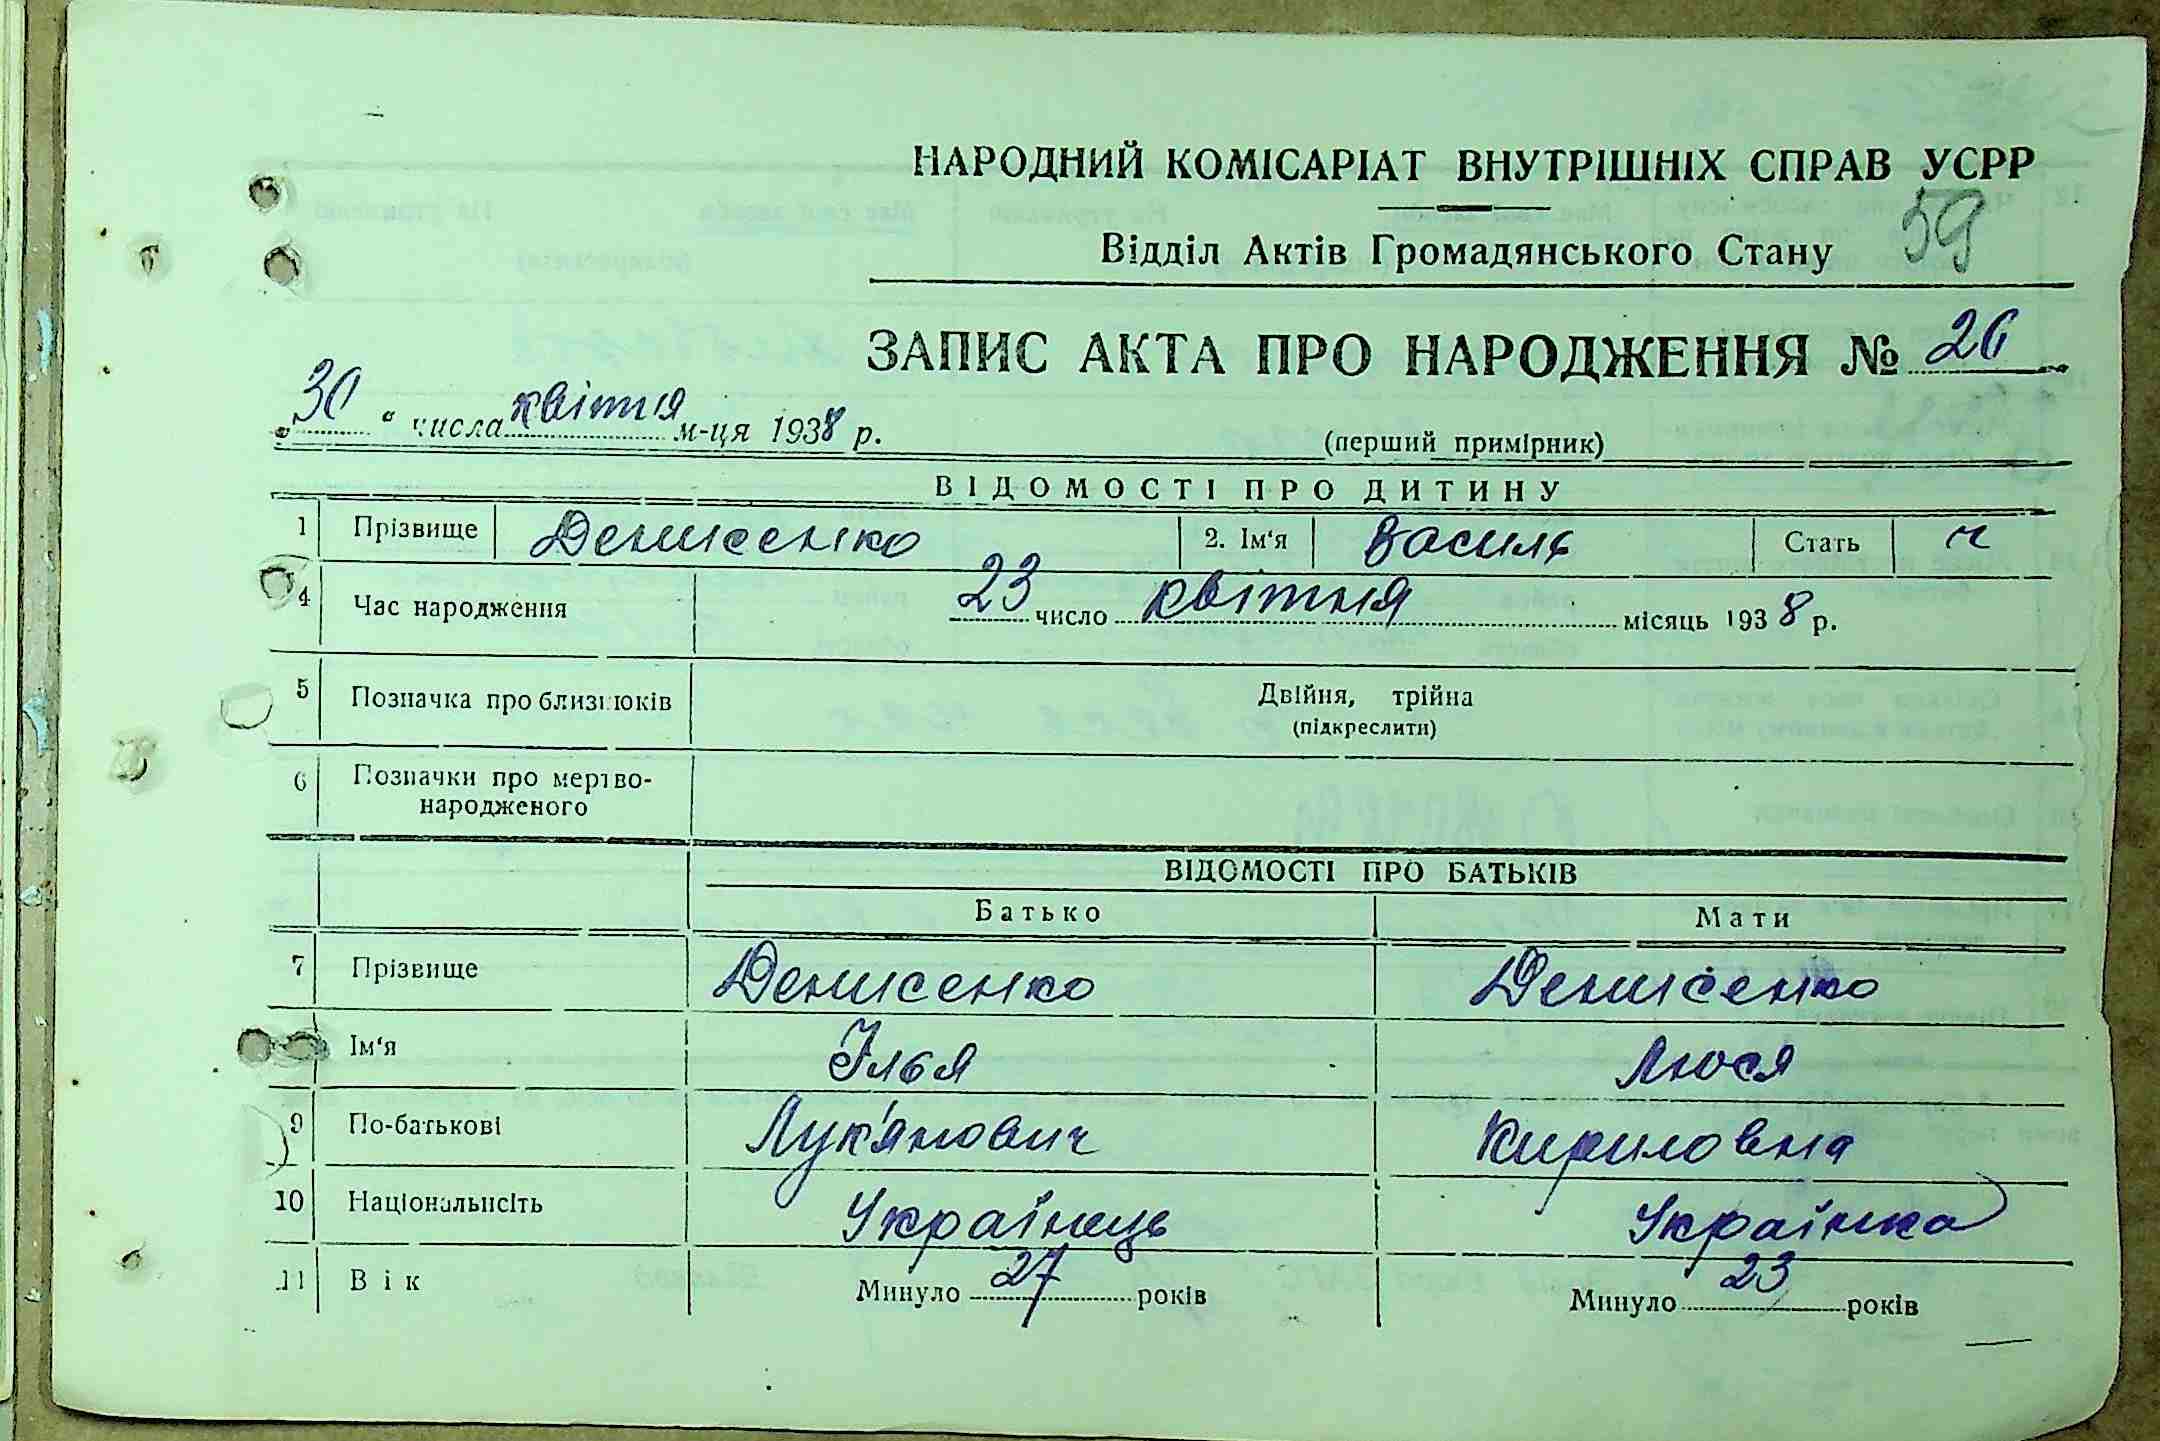 НАРОДНИЙ КОМІСАРІАТ ВНУТРІШНІХ СПРАВ УСРР
Відділ Актів Громадянського Стану 59
ЗАПИС АКТА ПРО НАРОДЖЕННЯ № 26
„30“ числа квітня м-ця 1938 р.
(перший примірник)
ВІДОМОСТІ ПРО ДИТИНУ
1 Прізвище Денисенко 2. Ім'я Василь Стать ч
4 Час народження 23 число квітня місяць 1938 р.
5 Позначка про близнюків Двійня, трійна
(підкреслити)
6 Позначки про мертво-
народженого
ВІДОМОСТІ ПРО БАТЬКІВ
Батько Мати
7 Прізвище Денисенко Денисенко
Ім'я Ілья Люся
9 По-батькові Лук'янович Кириловна
10 Національність Українець Українка
11 Вік Минуло 27 років Минуло 23 років